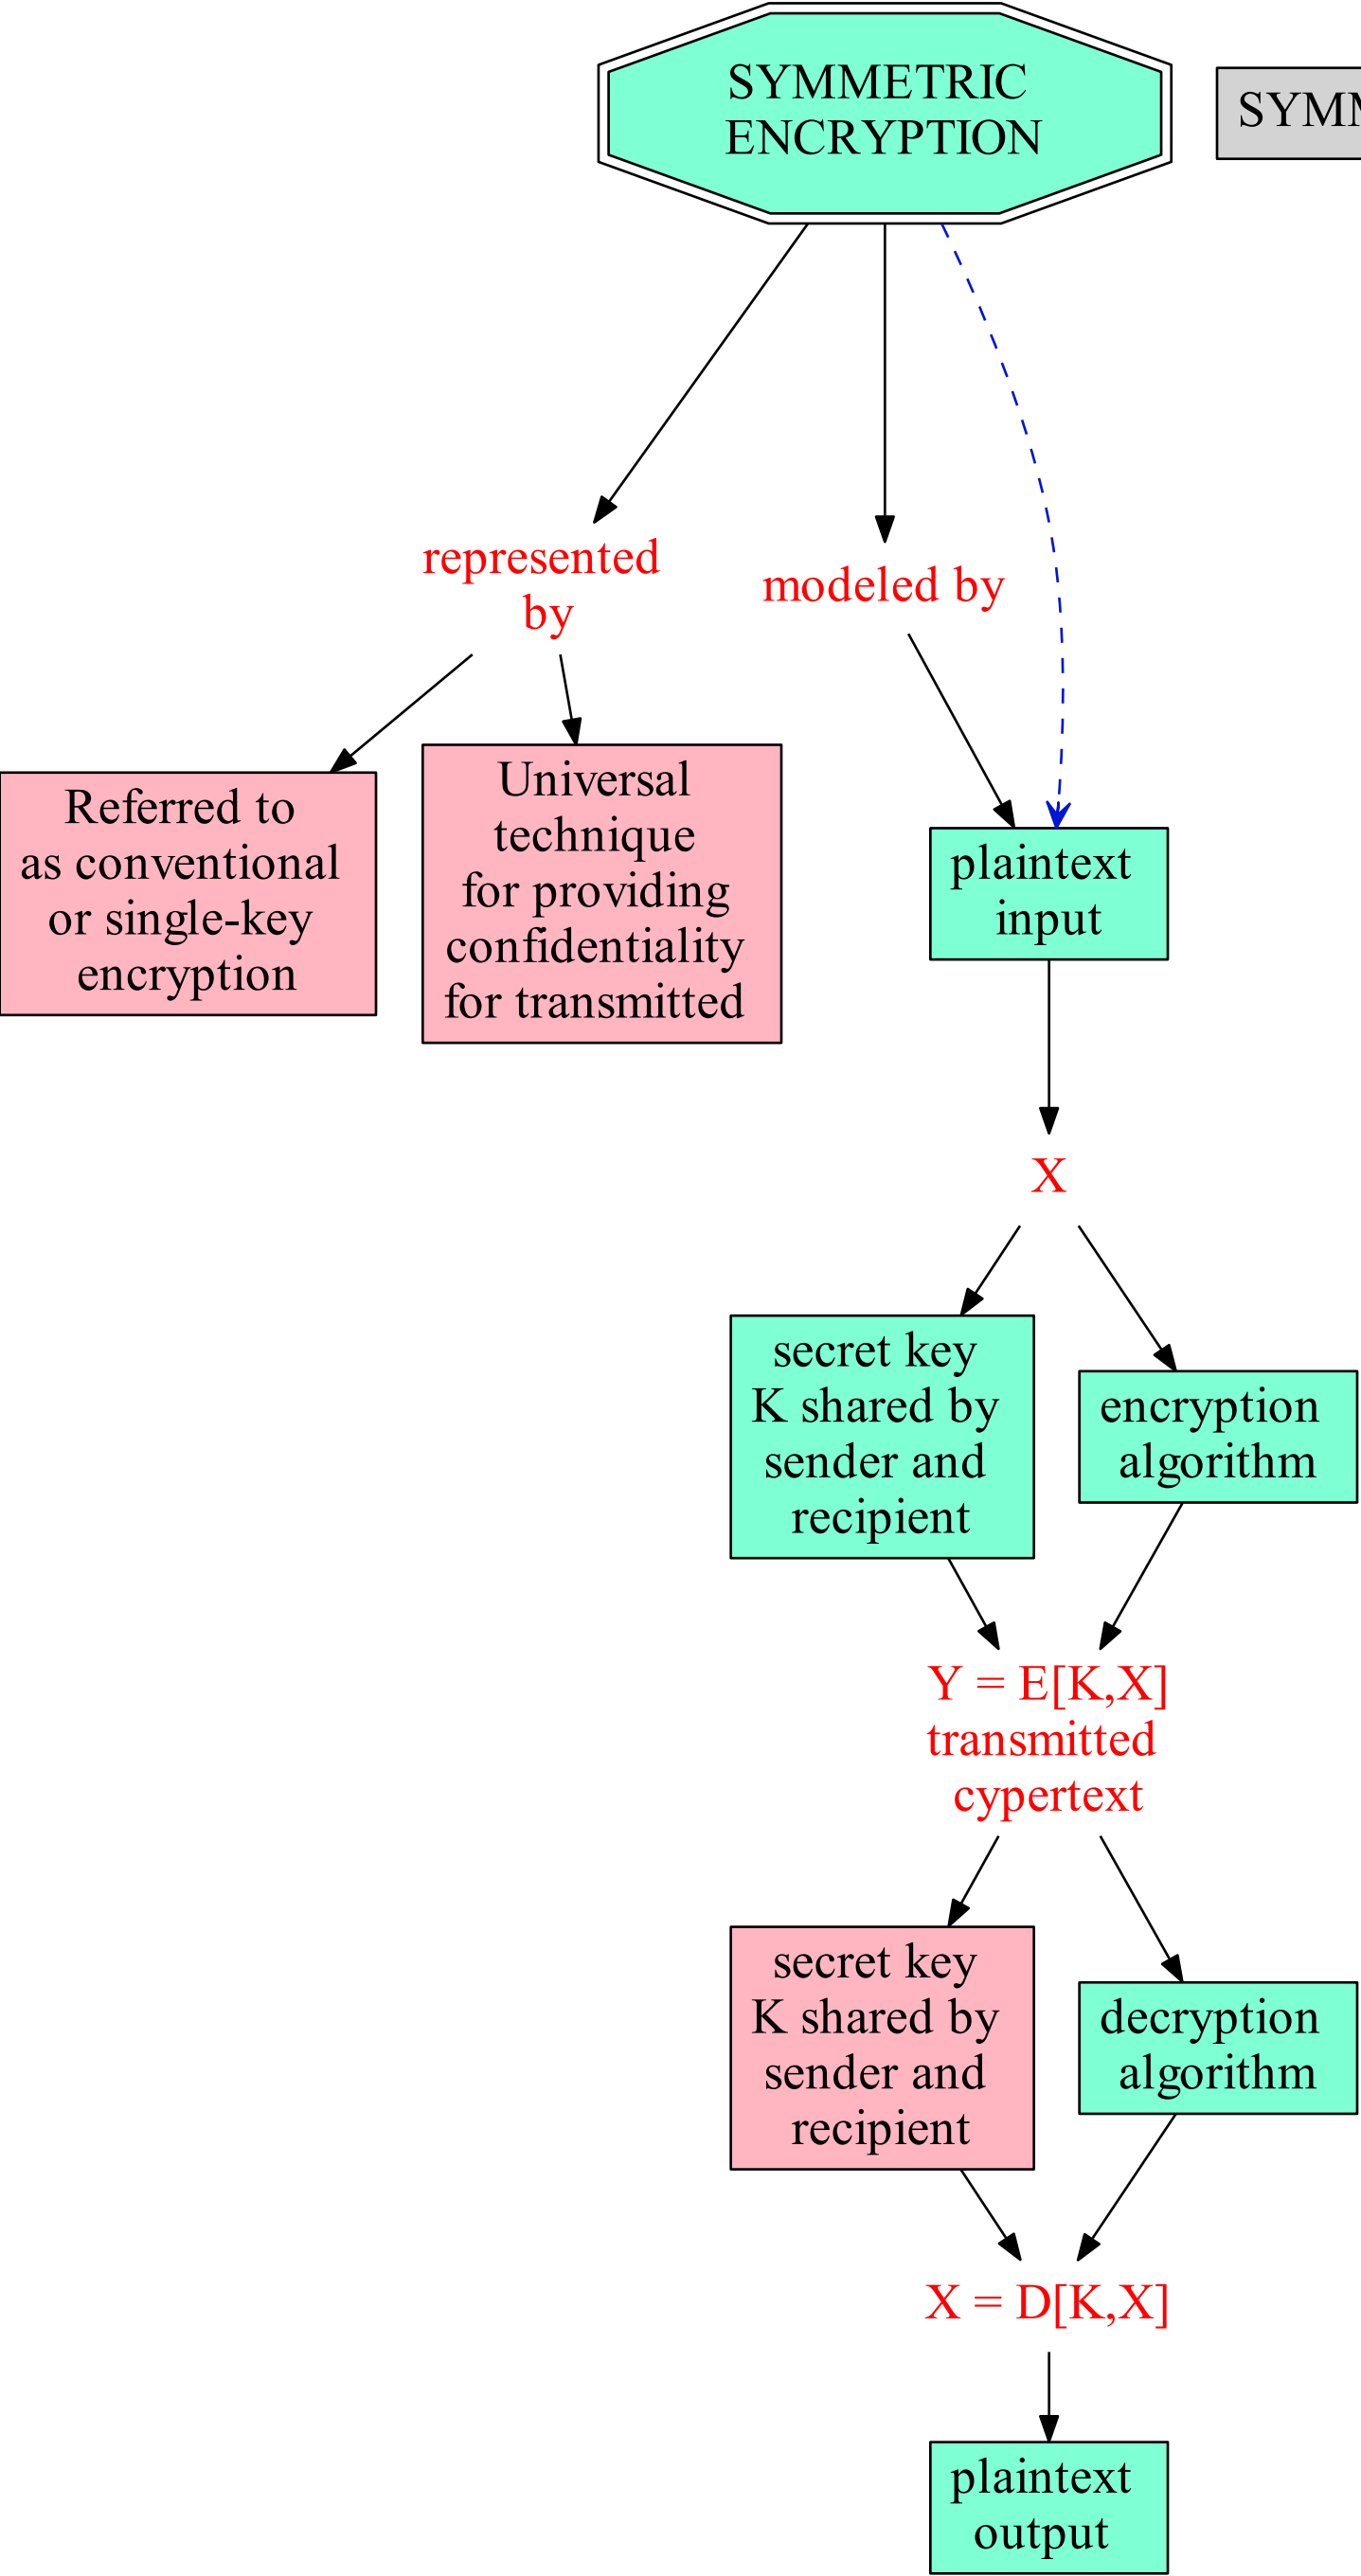 SYMMETRIC
ENCRYPTION
SYMM
represented
by
modeled by
Referred to
as conventional
or single-key
encryption
Universal
technique
for providing
confidentiality
for transmitted
plaintext
input
X
secret key
K shared by
sender and
recipient
encryption
algorithm
Y = E[K,X]
transmitted
cypertext
secret key
K shared by
sender and
recipient
decryption
algorithm
X = D[K,X]
plaintext
output